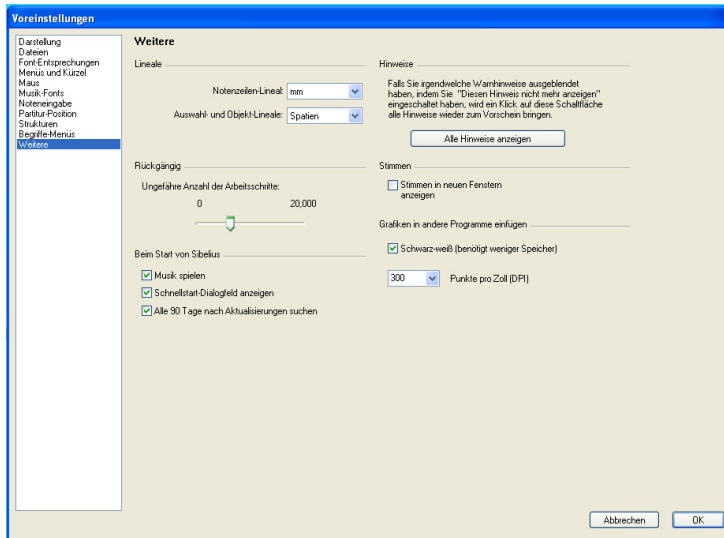 Voreinstellungen
Darstellung
Dateien
Font-Entsprechungen
Menüs und Kürzel
Maus
Musik-Fonts
Noteneingabe
Partitur-Position
Strukturen
Begriffe-Menüs
Weitere
Weitere
Lineale
Notenzeilen-Lineal: mm
Auswahl- und Objekt-Lineale: Spatien
Rückgängig
Ungefähre Anzahl der Arbeitsschritte:
0 20,000
Beim Start von Sibelius
Musik spielen
Schnellstart-Dialogfeld anzeigen
Alle 90 Tage nach Aktualisierungen suchen
Hinweise
Falls Sie irgendwelche Warnhinweise ausgeblendet
haben, indem Sie "Diesen Hinweis nicht mehr anzeigen"
eingeschaltet haben, wird ein Klick auf diese Schaltfläche
alle Hinweise wieder zum Vorschein bringen.
Alle Hinweise anzeigen
Stimmen
Stimmen in neuen Fenstern
anzeigen
Grafiken in andere Programme einfügen
Schwarz-weiß (benötigt weniger Speicher)
300 Punkte pro Zoll (DPI)
Abbrechen OK